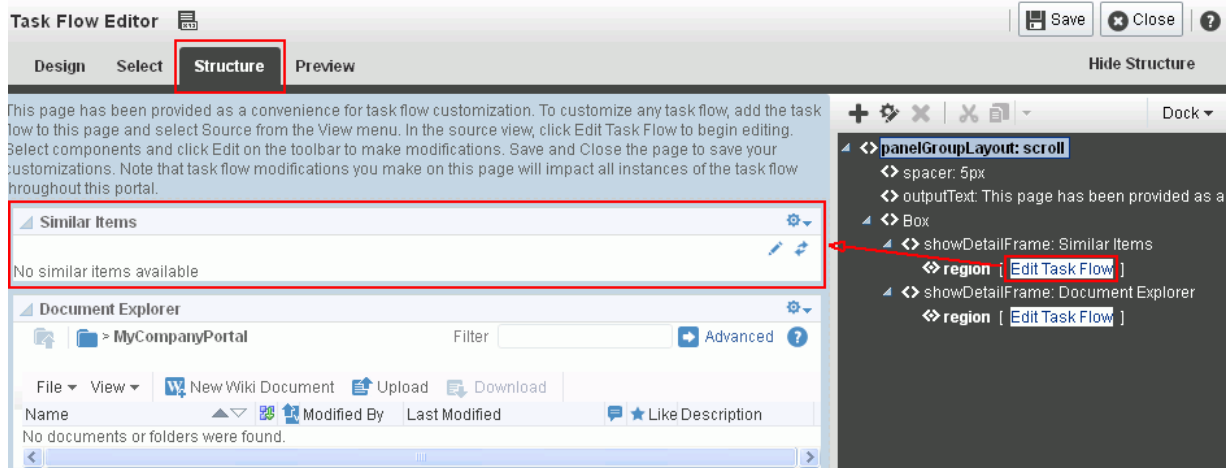 Task Flow Editor
Save
Close
Design Select Structure Preview
Hide Structure
This page has been provided as a convenience for task flow customization. To customize any task flow, add the task
flow to this page and select Source from the View menu. In the source view, click Edit Task Flow to begin editing.
Select components and click Edit on the toolbar to make modifications. Save and Close the page to save your
customizations. Note that task flow modifications you make on this page will impact all instances of the task flow
throughout this portal.
Similar Items
No similar items available
Document Explorer
> MyCompanyPortal
Filter
Advanced
File View New Wiki Document Upload Download
Name Modified By Last Modified Like Description
No documents or folders were found.
Dock
panelGroupLayout: scroll
spacer: 5px
outputText: This page has been provided as a
Box
showDetailFrame: Similar Items
region [ Edit Task Flow ]
showDetailFrame: Document Explorer
region [ Edit Task Flow ]